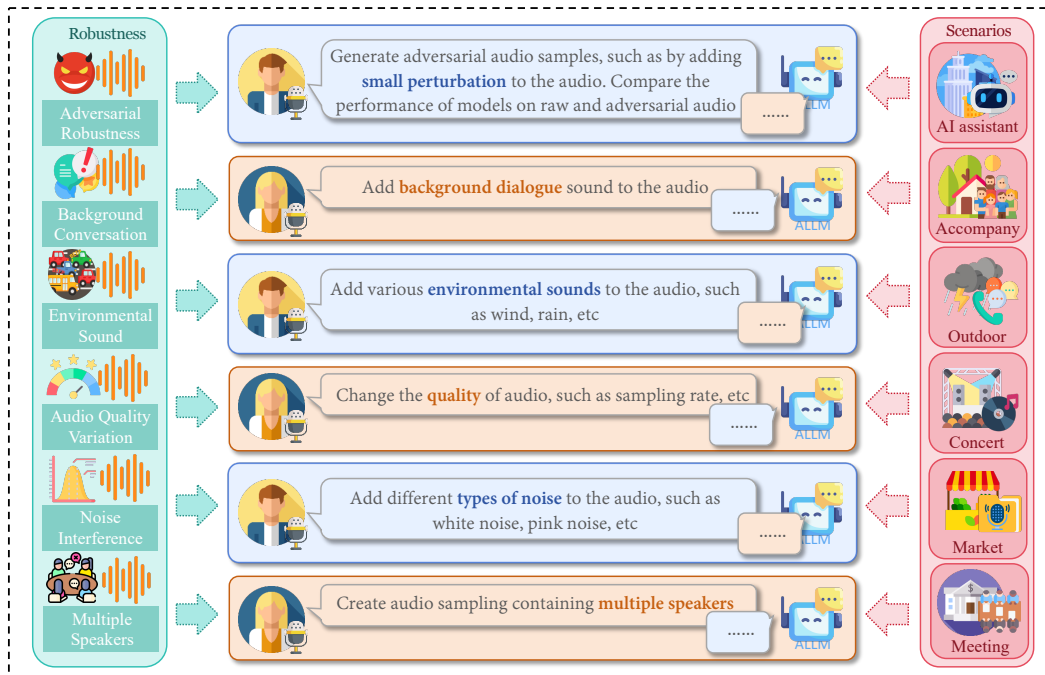 Robustness
Adversarial
Robustness
Background
Conversation
Environmental
Sound
Audio Quality
Variation
Noise
Interference
Multiple
Speakers
Generate adversarial audio samples, such as by adding
small perturbation to the audio. Compare the
performance of models on raw and adversarial audio
......
ALLM
Add background dialogue sound to the audio
......
ALLM
Add various environmental sounds to the audio, such
as wind, rain, etc
......
ALLM
Change the quality of audio, such as sampling rate, etc
......
ALLM
Add different types of noise to the audio, such as
white noise, pink noise, etc
......
ALLM
Create audio sampling containing multiple speakers
......
ALLM
Scenarios
AI assistant
Accompany
Outdoor
Concert
Market
Meeting